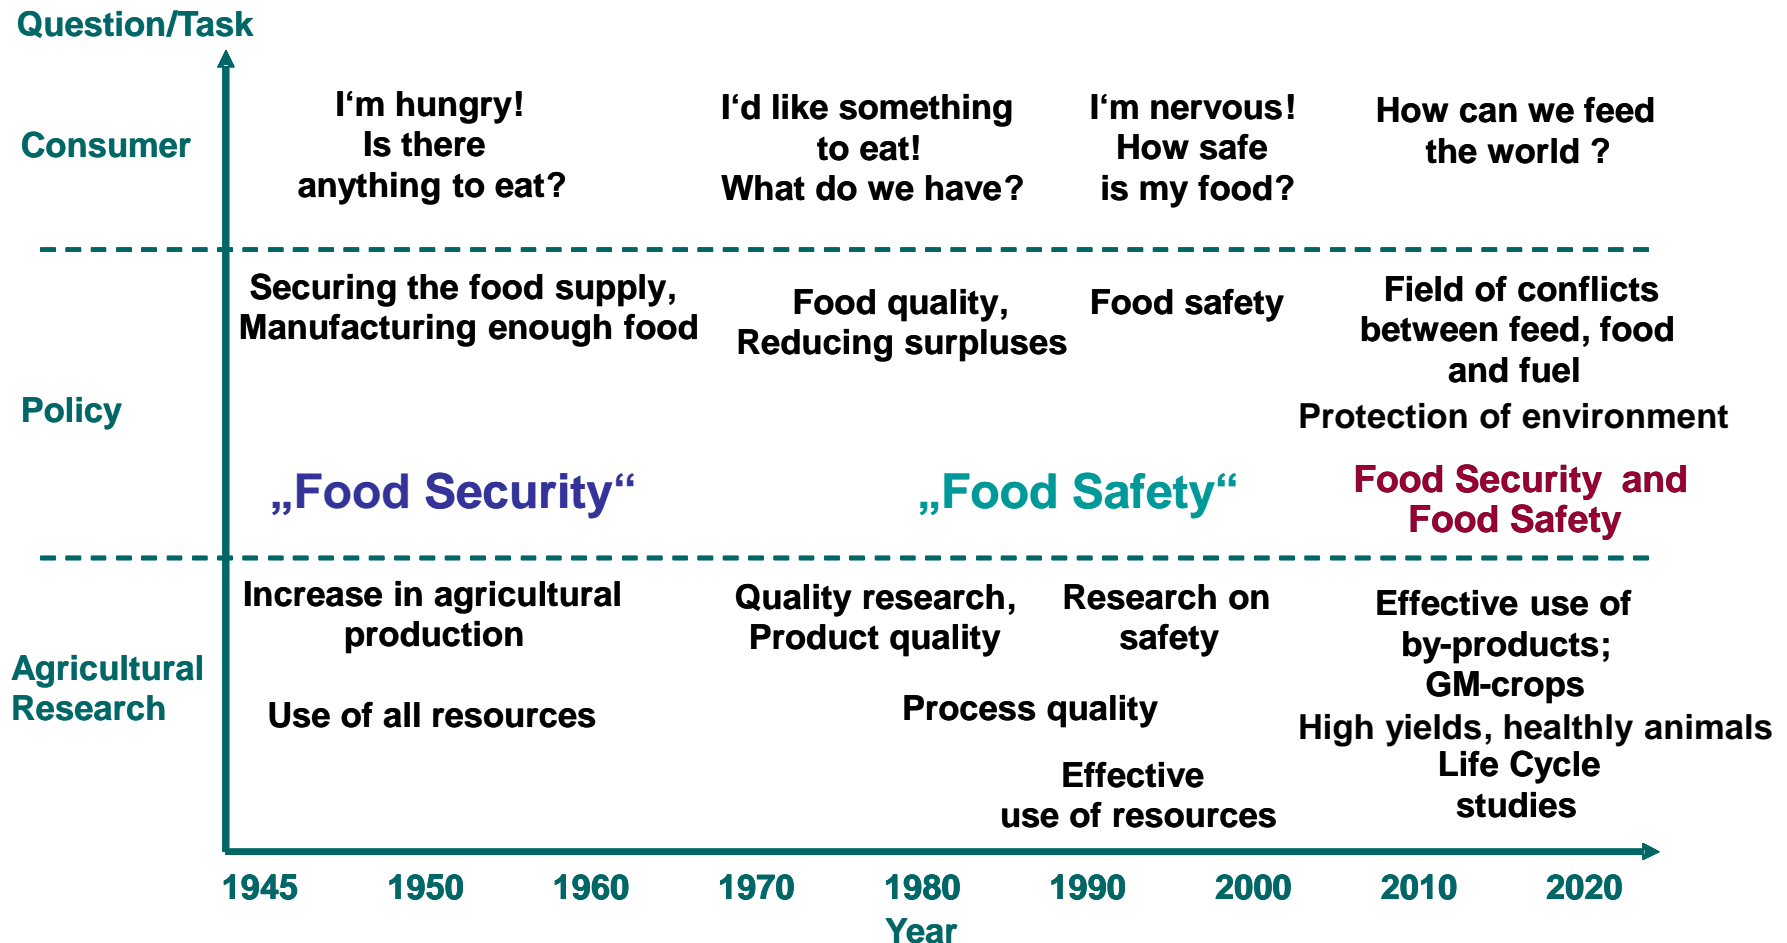 Question/Task
Consumer
I‘m hungry!
Is there
anything to eat?
I‘d like something
to eat!
What do we have?
I‘m nervous!
How safe
is my food?
How can we feed
the world ?
Policy
Securing the food supply,
Manufacturing enough food
Food quality,
Reducing surpluses
Food safety
Field of conflicts
between feed, food
and fuel
Protection of environment
„Food Security“
„Food Safety“
Food Security and
Food Safety
Agricultural
Research
Increase in agricultural
production
Use of all resources
Quality research,
Product quality
Research on
safety
Process quality
Effective
use of resources
Effective use of
by-products;
GM-crops
High yields, healthly animals
Life Cycle
studies
1945 1950 1960 1970 1980 1990 2000 2010 2020
Year